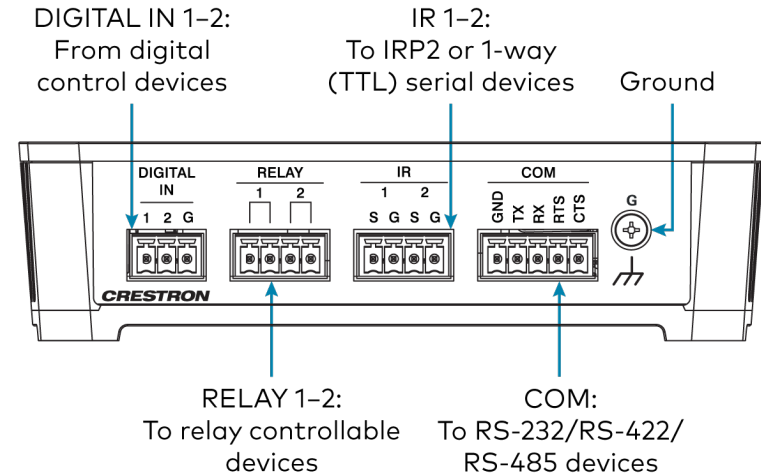 DIGITAL IN 1–2:
From digital
control devices
IR 1–2:
To IRP2 or 1-way
(TTL) serial devices
Ground
DIGITAL
IN
1 2 G
RELAY
1 2
IR
1 2
S G S G
COM
GND TX RX RTS CTS
G
CRESTRON
RELAY 1–2:
To relay controllable
devices
COM:
To RS-232/RS-422/
RS-485 devices